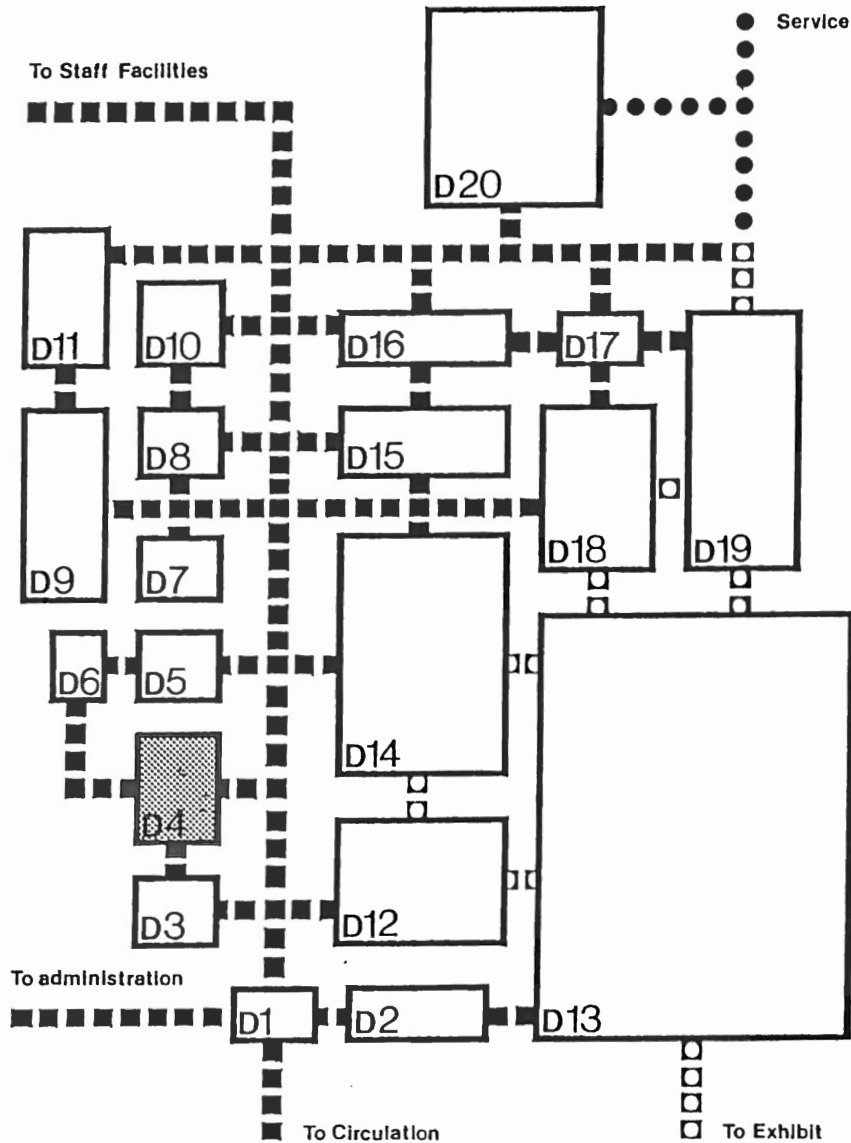 Service
To Staff Facilities
D20
D11
D10
D16
D17
D8
D15
D18
D19
D9
D7
D6
D5
D14
D4
D3
D12
To administration
D1
D2
D13
To Circulation
To Exhibit